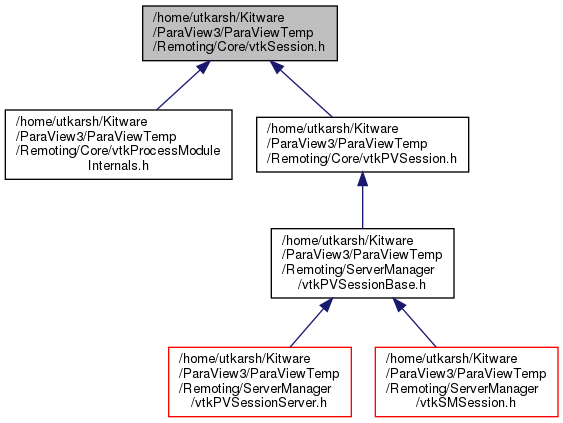 /home/utkarsh/Kitware
/ParaView3/ParaViewTemp
/Remoting/Core/vtkSession.h
/home/utkarsh/Kitware
/ParaView3/ParaViewTemp
/Remoting/Core/vtkProcessModule
Internals.h
/home/utkarsh/Kitware
/ParaView3/ParaViewTemp
/Remoting/Core/vtkPVSession.h
/home/utkarsh/Kitware
/ParaView3/ParaViewTemp
/Remoting/ServerManager
/vtkPVSessionBase.h
/home/utkarsh/Kitware
/ParaView3/ParaViewTemp
/Remoting/ServerManager
/vtkPVSessionServer.h
/home/utkarsh/Kitware
/ParaView3/ParaViewTemp
/Remoting/ServerManager
/vtkSMSession.h